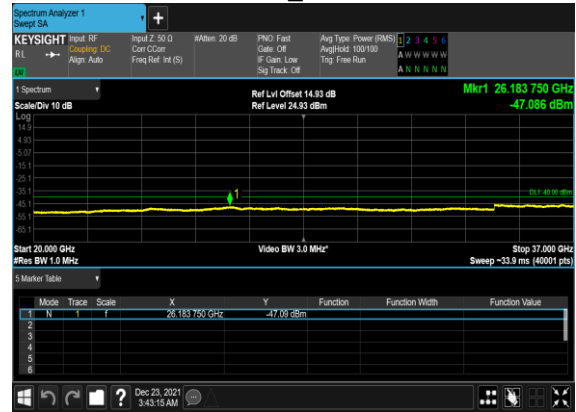 Spectrum Analyzer 1
Swept SA
+
KEYSIGHT Input: RF Input Z: 50 Ω #Atten: 20 dB PNO: Fast Avg Type: Power (RMS) 1 2 3 4 5 6
RL Coupling: DC Corr CCorr Gate: Off Avg|Hold: 100/100 A W W W W W
Align: Auto Freq Ref: Int (S) IF Gain: Low Trig: Free Run
Sig Track: Off A N N N N N
1 Spectrum Ref Lvl Offset 14.93 dB Mkr1 26.183 750 GHz
Scale/Div 10 dB Ref Level 24.93 dBm -47.086 dBm
Log
14.9
4.93
-5.07
-15.1
-25.1
-35.1 1 DL1 -40.00 dBm
-45.1
-55.1
-65.1
Start 20.000 GHz Video BW 3.0 MHz* Stop 37.000 GHz
#Res BW 1.0 MHz Sweep ~33.9 ms (40001 pts)
5 Marker Table
Mode Trace Scale X Y Function Function Width Function Value
1 N 1 f 26.183 750 GHz -47.09 dBm
2
3
4
5
6
? Dec 23, 2021
3:43:15 AM